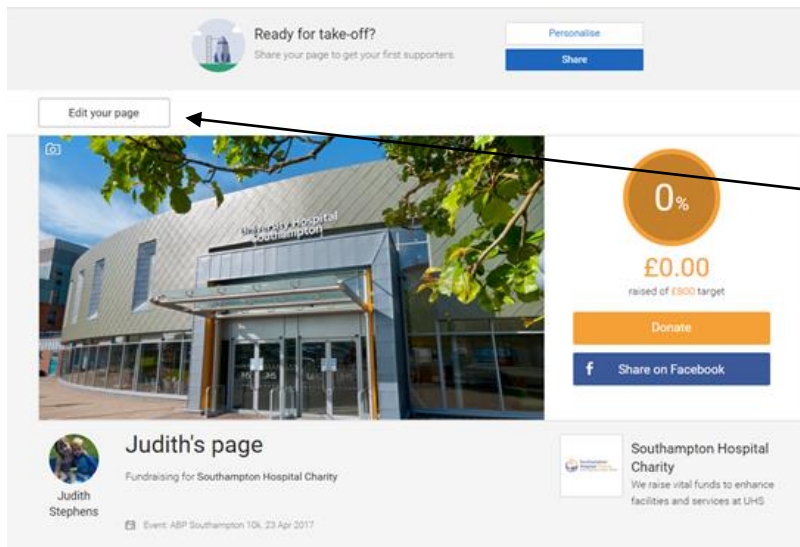 Ready for take-off?
Share your page to get your first supporters.
Personalise
Share
Edit your page
University Hospital
Southampton
0%
£0.00
raised of £800 target
Donate
f Share on Facebook
Judith's page
Fundraising for Southampton Hospital Charity
Judith
Stephens
Event: ABP Southampton 10k, 23 Apr 2017
Southampton
Hospital Charity
Southampton Hospital
Charity
We raise vital funds to enhance
facilities and services at UHS